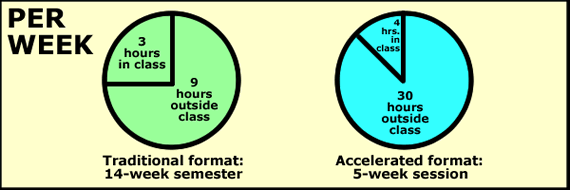 PER
WEEK
3
hours
in class
9
hours
outside
class
Traditional format:
14-week semester
4
hrs.
in
class
30
hours
outside
class
Accelerated format:
5-week session